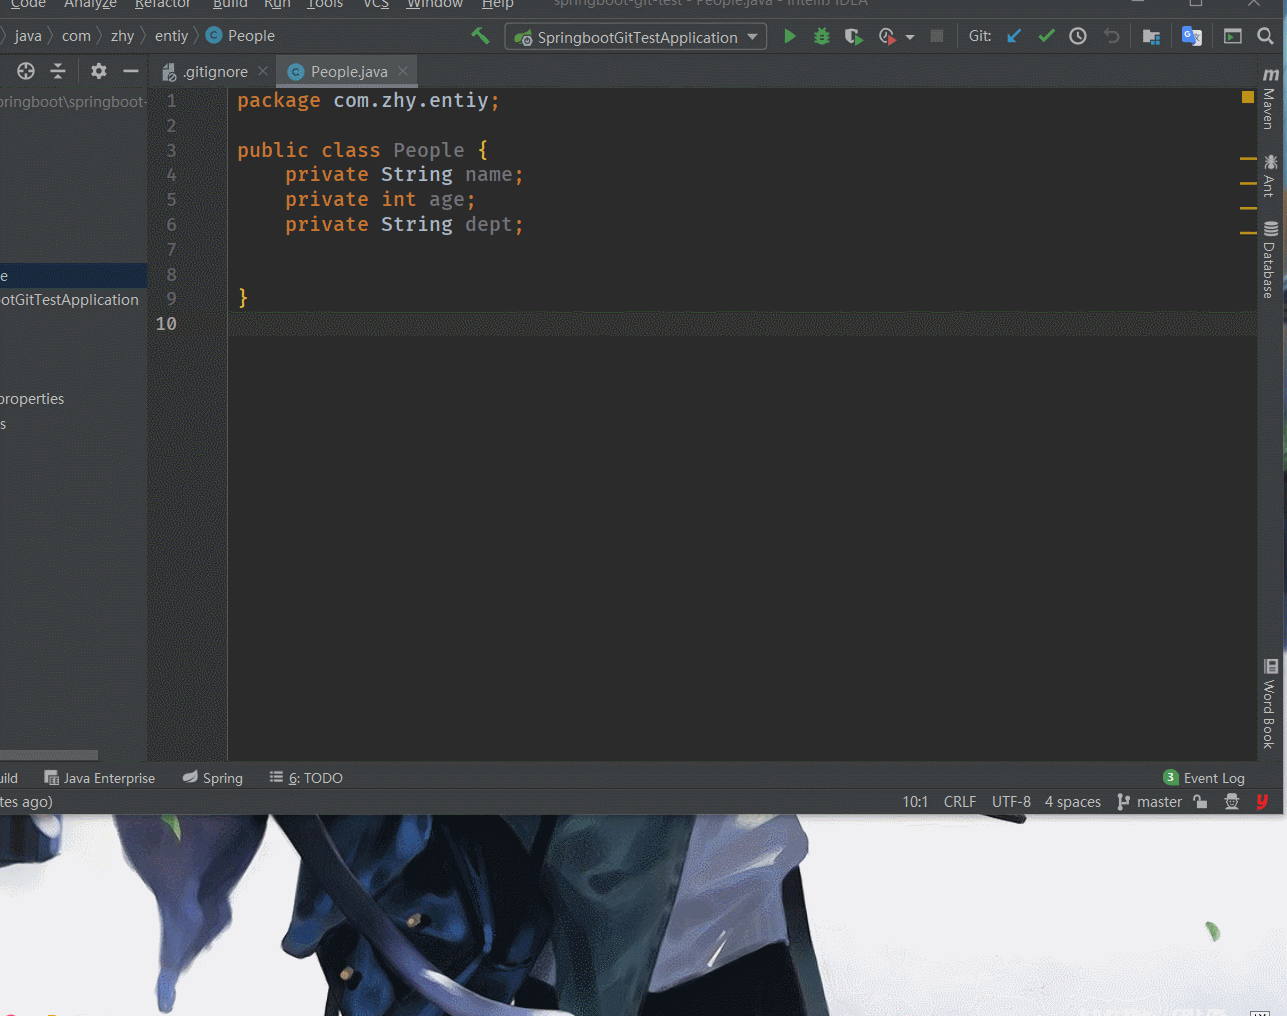 Code Analyze Refactor Build Run Tools VCS Window Help springboot-git-test - People.java - IntelliJ IDEA
java com zhy entiy People SpringbootGitTestApplication Git:
.gitignore People.java
pringboot\springboot-
1 package com.zhy.entiy;
2
3 public class People {
4 private String name;
5 private int age;
6 private String dept;
7
8
9 }
10
e
otGitTestApplication
properties
s
m
Maven
Ant
Database
Word Book
uild Java Enterprise Spring 6: TODO 3 Event Log
tes ago) 10:1 CRLF UTF-8 4 spaces master y